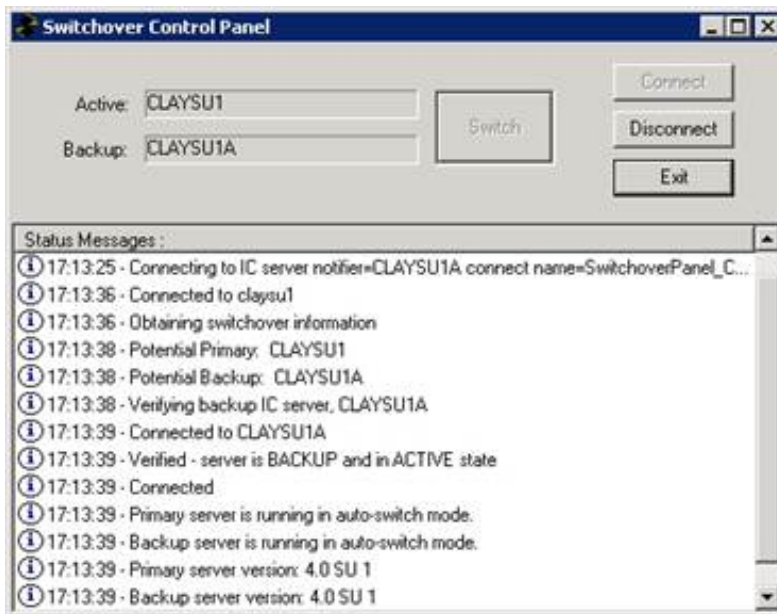 Switchover Control Panel
Active: CLAYSU1
Backup: CLAYSU1A
Switch
Connect
Disconnect
Exit
Status Messages :
17:13:25 - Connecting to IC server notifier=CLAYSU1A connect name=SwitchoverPanel_C...
17:13:36 - Connected to claysu1
17:13:36 - Obtaining switchover information
17:13:38 - Potential Primary: CLAYSU1
17:13:38 - Potential Backup: CLAYSU1A
17:13:38 - Verifying backup IC server, CLAYSU1A
17:13:39 - Connected to CLAYSU1A
17:13:39 - Verified - server is BACKUP and in ACTIVE state
17:13:39 - Connected
17:13:39 - Primary server is running in auto-switch mode.
17:13:39 - Backup server is running in auto-switch mode.
17:13:39 - Primary server version: 4.0 SU 1
17:13:39 - Backup server version: 4.0 SU 1